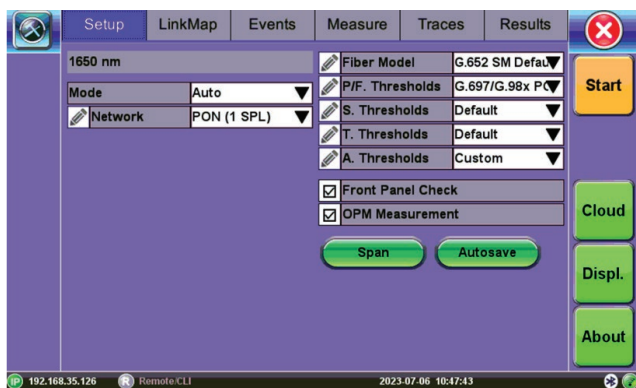 Setup LinkMap Events Measure Traces Results
1650 nm
Mode Auto
Network PON (1 SPL)
Fiber Model G.652 SM Defau
P/F. Thresholds G.697/G.98x PO
S. Thresholds Default
T. Thresholds Default
A. Thresholds Custom
Front Panel Check
OPM Measurement
Span Autosave
Start
Cloud
Displ.
About
IP 192.168.35.126 R Remote/CLI 2023-07-06 10:47:43